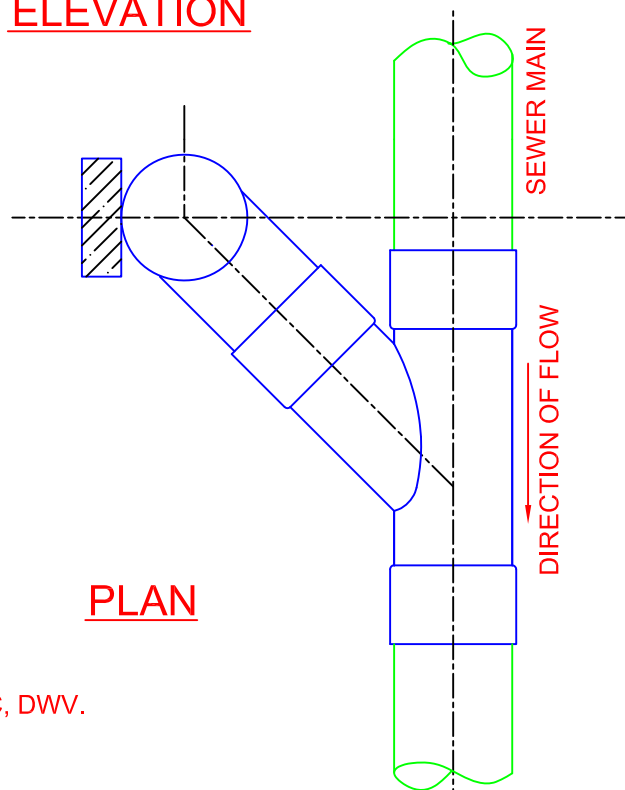 ELEVATION
SEWER MAIN
DIRECTION OF FLOW
PLAN
, DWV.